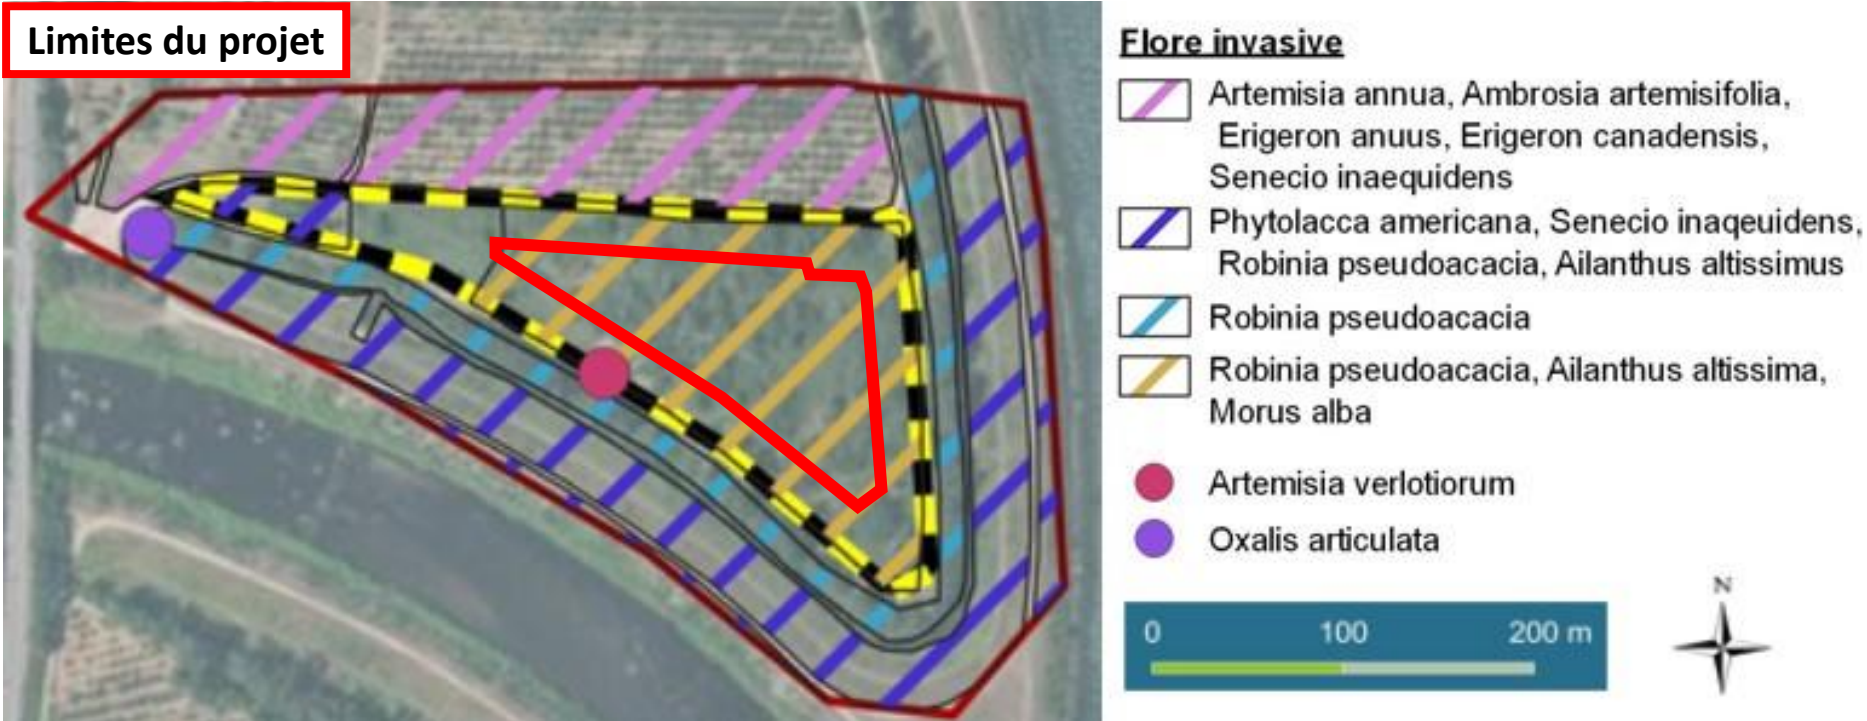 Limites du projet
Flore invasive
Artemisia annua, Ambrosia artemisifolia,
Erigeron anuus, Erigeron canadensis,
Senecio inaequidens
Phytolacca americana, Senecio inaqeuidens,
Robinia pseudoacacia, Ailanthus altissimus
Robinia pseudoacacia
Robinia pseudoacacia, Ailanthus altissima,
Morus alba
Artemisia verlotiorum
Oxalis articulata
N
0 100 200 m